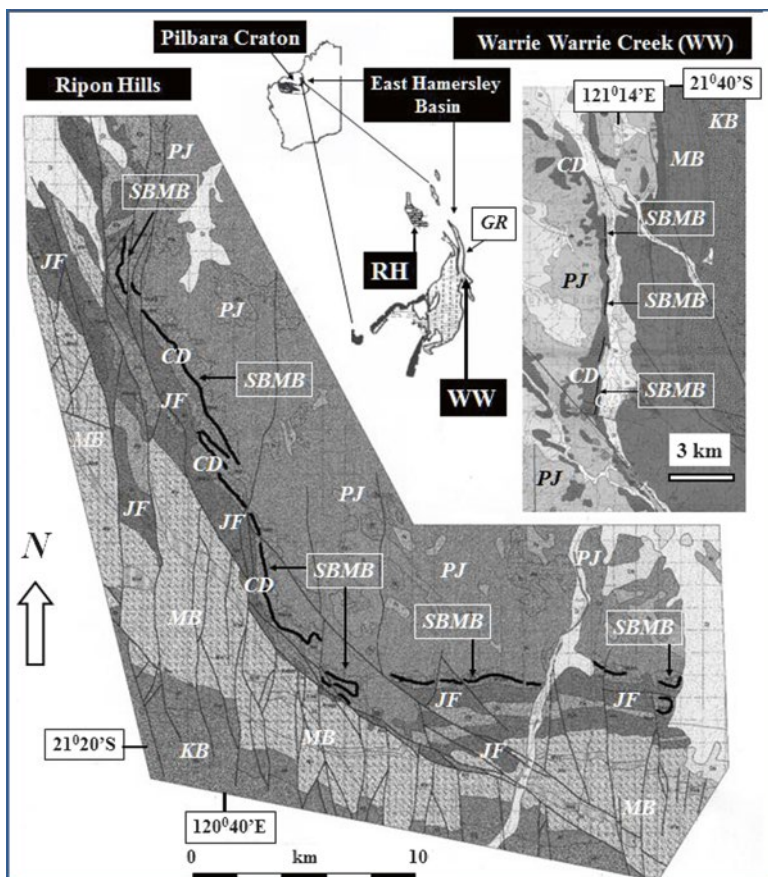 Pilbara Craton
Warrie Warrie Creek (WW)
Ripon Hills
East Hamersley
Basin
121⁰14’E
21⁰40’S
KB
PJ
CD
MB
SBMB
GR
SBMB
JF
RH
PJ
SBMB
PJ
CD
SBMB
WW
CD
SBMB
JF
3 km
MB
CD
PJ
PJ
JF
JF
N
SBMB
PJ
PJ
CD
MB
SBMB
SBMB
JF
JF
21⁰20’S
KB
MB
JF
MB
120⁰40’E
0
km
10